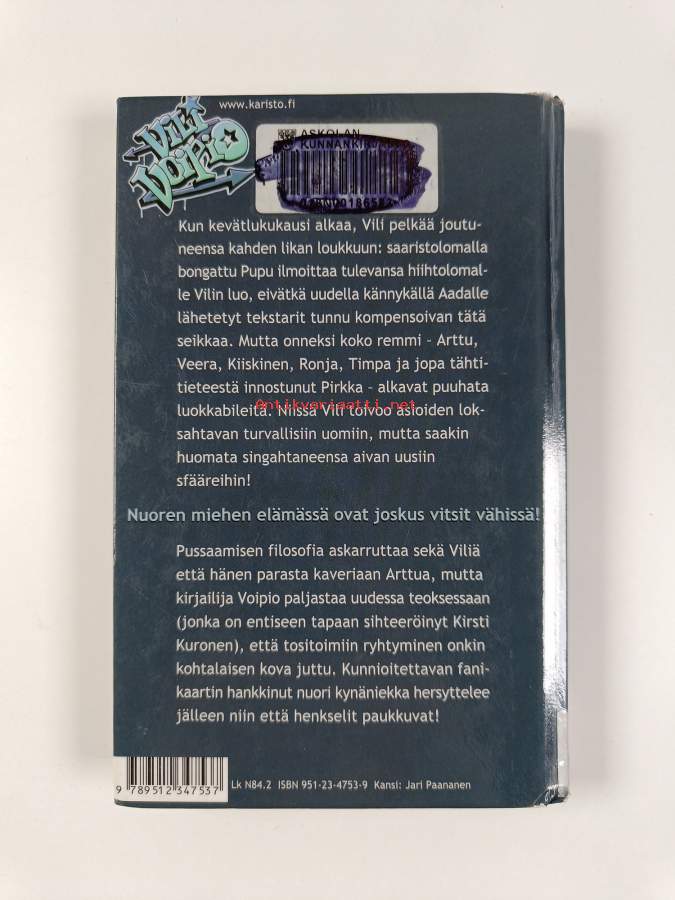 www.karisto.fi
VILI
VOIPIO
ASKOLAN
KUNNANKIR
Kun kevätlukukausi alkaa, Vili pelkää joutu-
neensa kahden likan loukkuun: saaristolomalla
bongattu Pupu ilmoittaa tulevansa hiihtolomal-
le Vilin luo, eivätkä uudella kännykällä Aadalle
lähetetyt tekstarit tunnu kompensoivan tätä
seikkaa. Mutta onneksi koko remmi – Arttu,
Veera, Kiiskinen, Ronja, Timpa ja jopa tähti-
tieteestä innostunut Pirkka – alkavat puuhata
luokkabileitä. Niissä Vili toivoo asioiden lok-
sahtavan turvallisiin uomiin, mutta saakin
huomata singahtaneensa aivan uusiin
sfääreihin!
Antikvariaatti.net
Nuoren miehen elämässä ovat joskus vitsit vähissä!
Pussaamisen filosofia askarruttaa sekä Viliä
että hänen parasta kaveriaan Arttua, mutta
kirjailija Voipio paljastaa uudessa teoksessaan
(jonka on entiseen tapaan sihteeröinyt Kirsti
Kuronen), että tositoimiin ryhtyminen onkin
kohtalaisen kova juttu. Kunnioitettavan fani-
kaartin hankkinut nuori kynäniekka hersyttelee
jälleen niin että henkselit paukkuvat!
Lk N84.2 ISBN 951-23-4753-9 Kansi: Jari Paananen
9 789512 347537